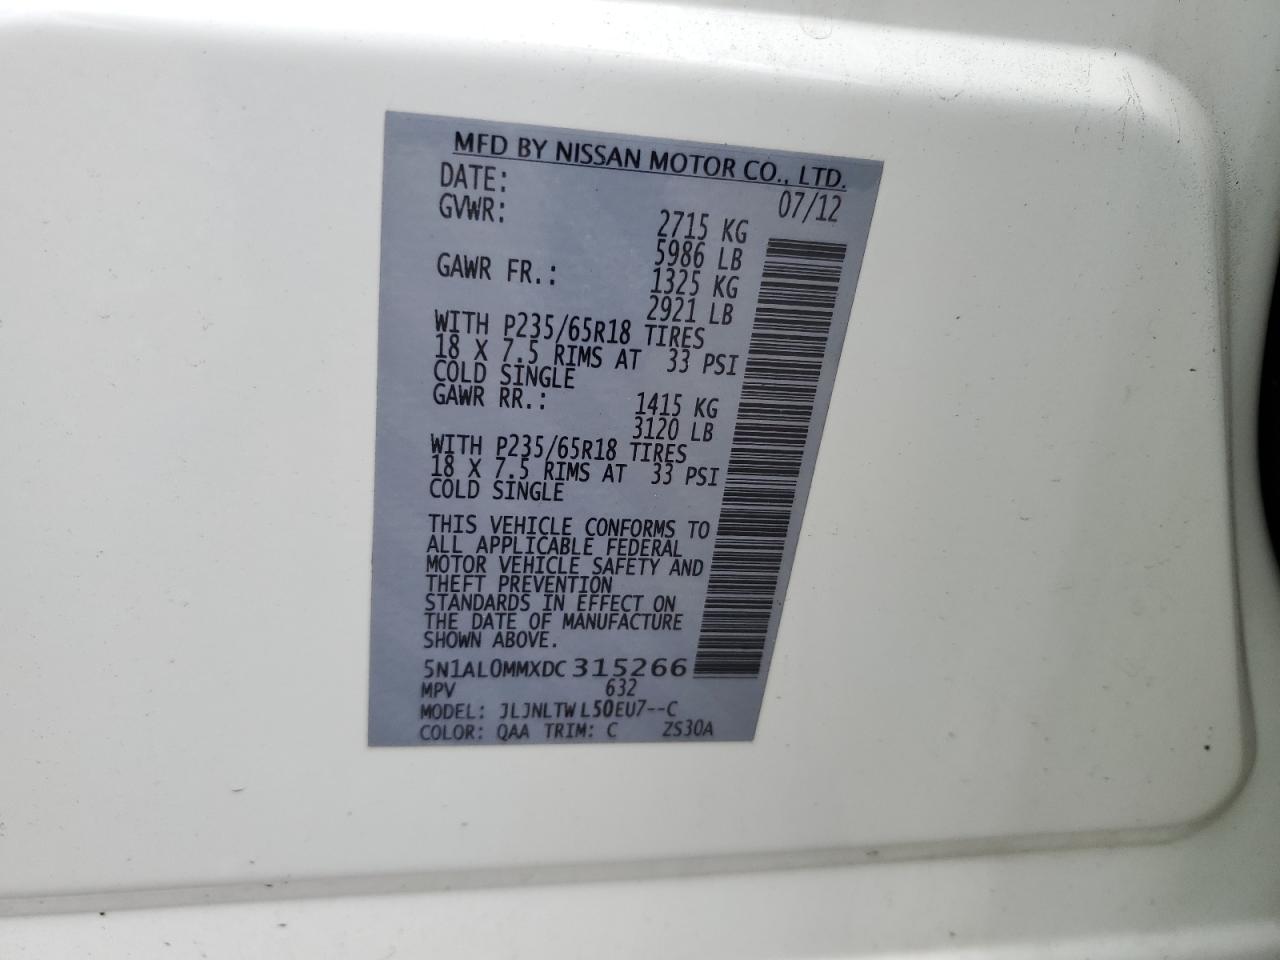 MFD BY NISSAN MOTOR CO., LTD.
DATE: 07/12
GVWR: 2715 KG
5986 LB
GAWR FR.: 1325 KG
2921 LB
WITH P235/65R18 TIRES
18 X 7.5 RIMS AT 33 PSI
COLD SINGLE
GAWR RR.: 1415 KG
3120 LB
WITH P235/65R18 TIRES
18 X 7.5 RIMS AT 33 PSI
COLD SINGLE
THIS VEHICLE CONFORMS TO
ALL APPLICABLE FEDERAL
MOTOR VEHICLE SAFETY AND
THEFT PREVENTION
STANDARDS IN EFFECT ON
THE DATE OF MANUFACTURE
SHOWN ABOVE.
5N1AL0MMXDC 315266
MPV 632
MODEL: JLJNLTW L50EU7--C
COLOR: QAA TRIM: C ZS30A